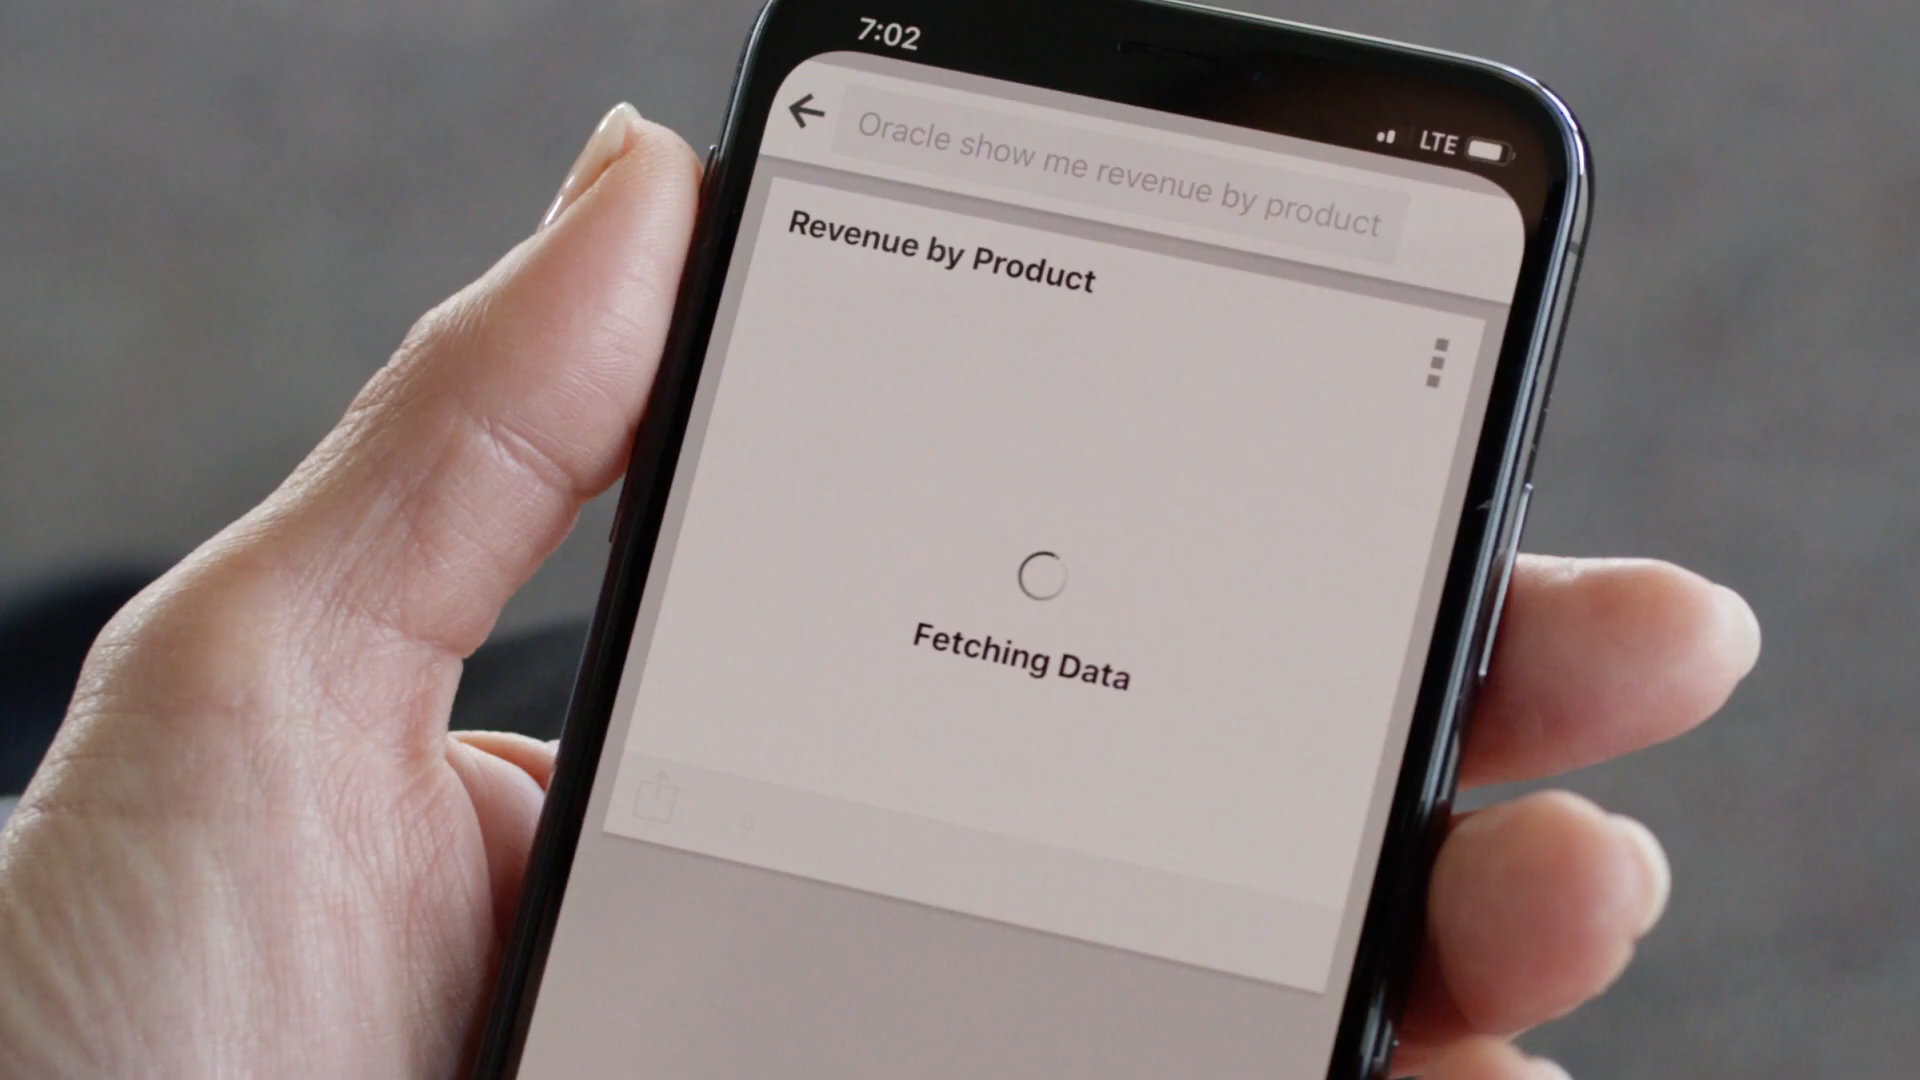 7:02
LTE
Oracle show me revenue by product
Revenue by Product
Fetching Data